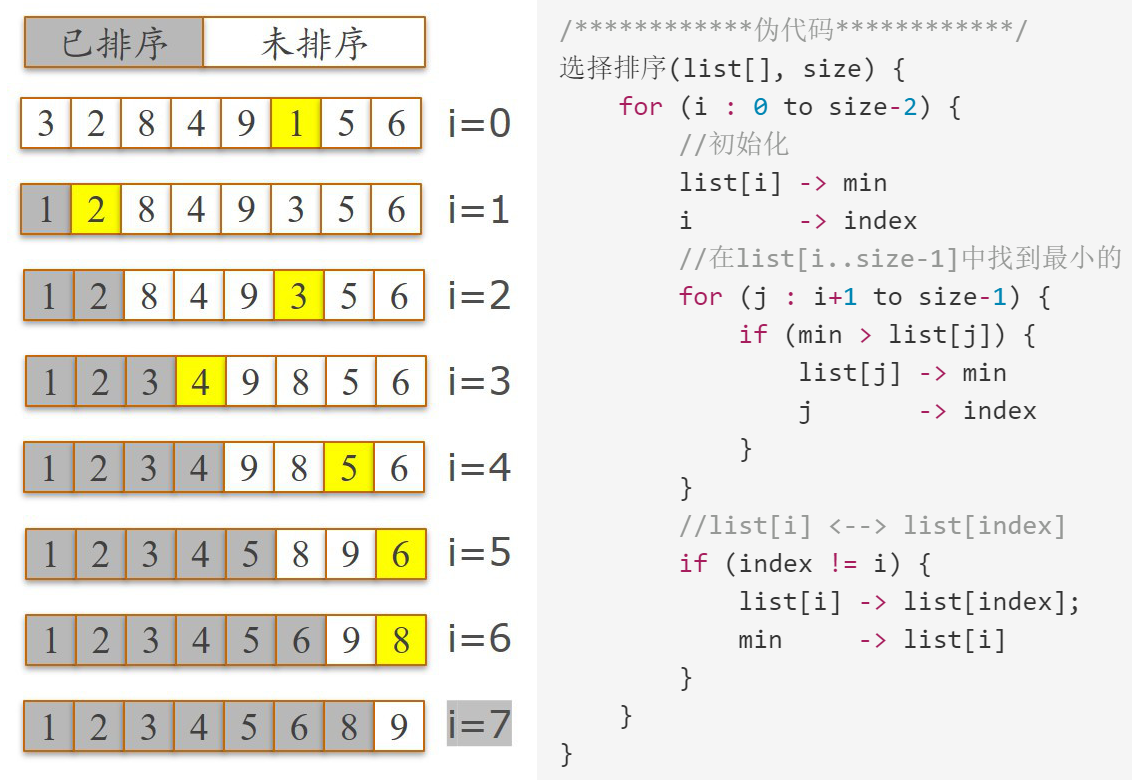 已排序 未排序
3 2 8 4 9 1 5 6 i=0
1 2 8 4 9 3 5 6 i=1
1 2 8 4 9 3 5 6 i=2
1 2 3 4 9 8 5 6 i=3
1 2 3 4 9 8 5 6 i=4
1 2 3 4 5 8 9 6 i=5
1 2 3 4 5 6 9 8 i=6
1 2 3 4 5 6 8 9 i=7
/************伪代码************/
选择排序(list[], size) {
    for (i : 0 to size-2) {
        //初始化
        list[i] -> min
        i       -> index
        //在list[i..size-1]中找到最小的
        for (j : i+1 to size-1) {
            if (min > list[j]) {
                list[j] -> min
                j       -> index
            }
        }
        //list[i] <--> list[index]
        if (index != i) {
            list[i] -> list[index];
            min     -> list[i]
        }
    }
}